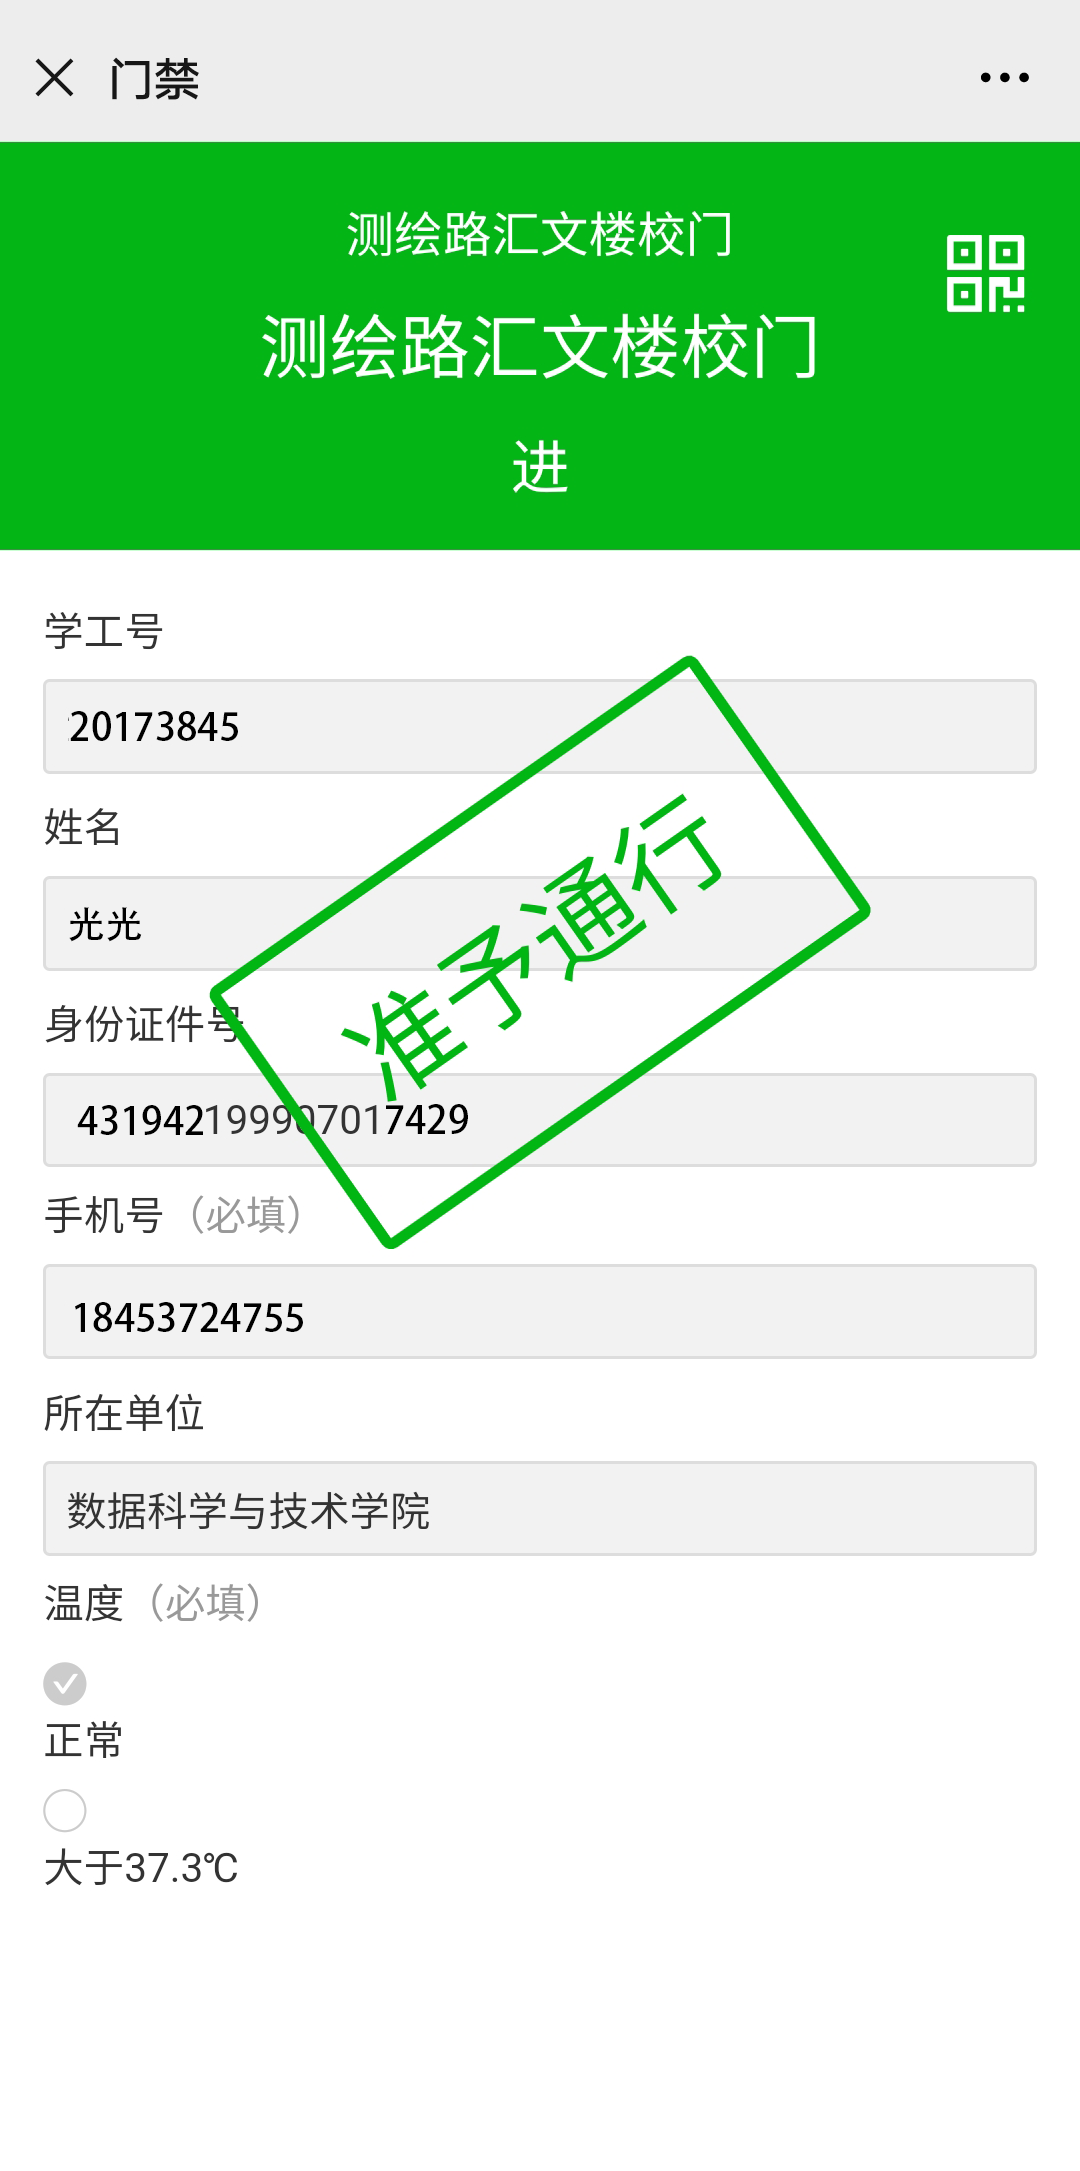 门禁
测绘路汇文楼校门
测绘路汇文楼校门
进
学工号
20173845
姓名
光光
身份证件号
431942199907017429
手机号（必填）
18453724755
所在单位
数据科学与技术学院
温度（必填）
正常
大于37.3℃
准予通行